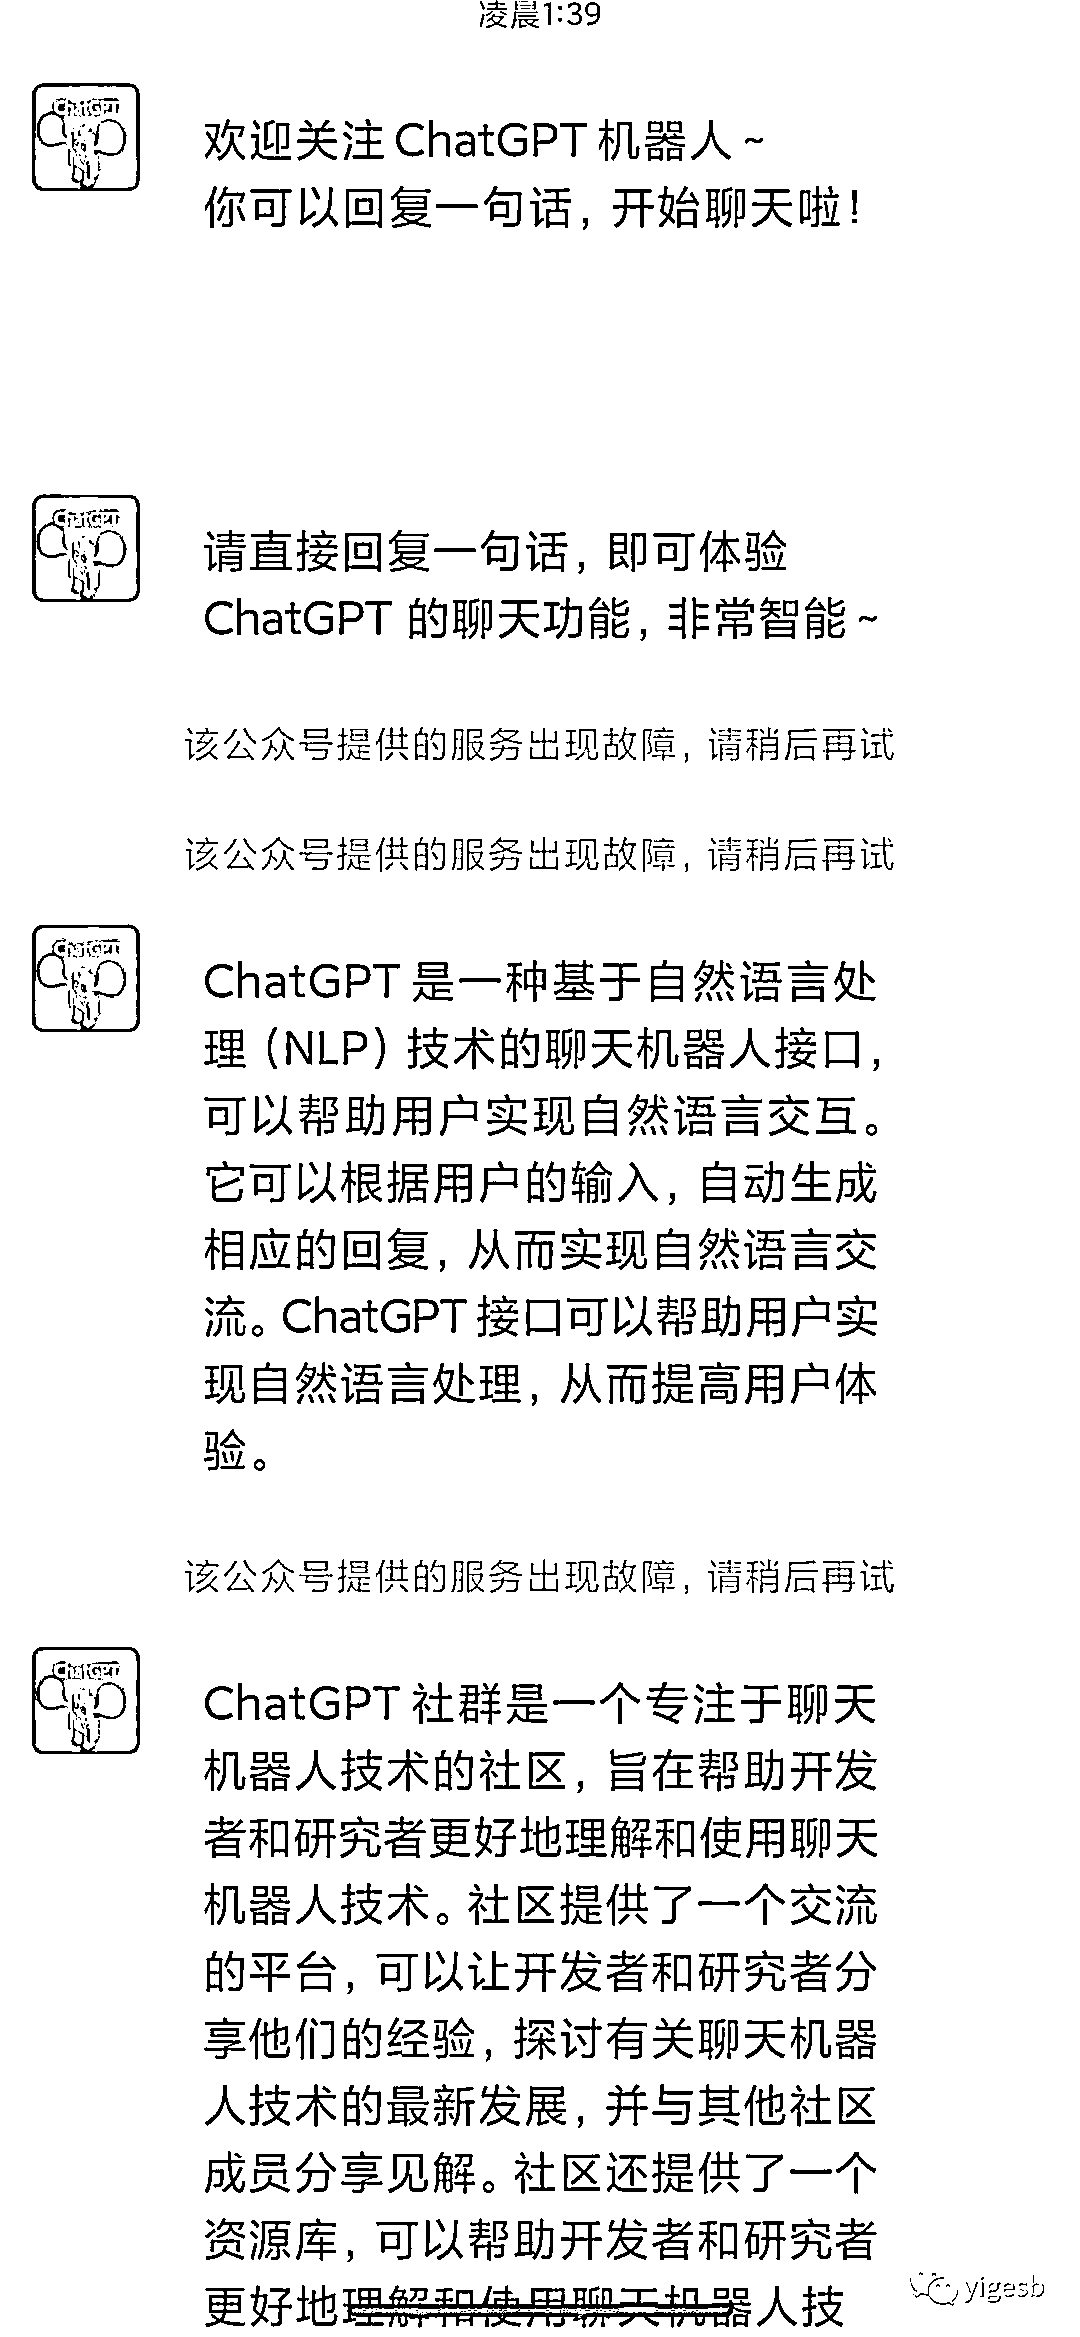 凌晨1:39
ChatGPT
欢迎关注 ChatGPT 机器人~
你可以回复一句话，开始聊天啦！
ChatGPT
请直接回复一句话，即可体验
ChatGPT 的聊天功能，非常智能~
该公众号提供的服务出现故障，请稍后再试
该公众号提供的服务出现故障，请稍后再试
ChatGPT
ChatGPT 是一种基于自然语言处
理（NLP）技术的聊天机器人接口，
可以帮助用户实现自然语言交互。
它可以根据用户的输入，自动生成
相应的回复，从而实现自然语言交
流。ChatGPT 接口可以帮助用户实
现自然语言处理，从而提高用户体
验。
该公众号提供的服务出现故障，请稍后再试
ChatGPT
ChatGPT 社群是一个专注于聊天
机器人技术的社区，旨在帮助开发
者和研究者更好地理解和使用聊天
机器人技术。社区提供了一个交流
的平台，可以让开发者和研究者分
享他们的经验，探讨有关聊天机器
人技术的最新发展，并与其他社区
成员分享见解。社区还提供了一个
资源库，可以帮助开发者和研究者
更好地理解和使用聊天机器人技
yigesb